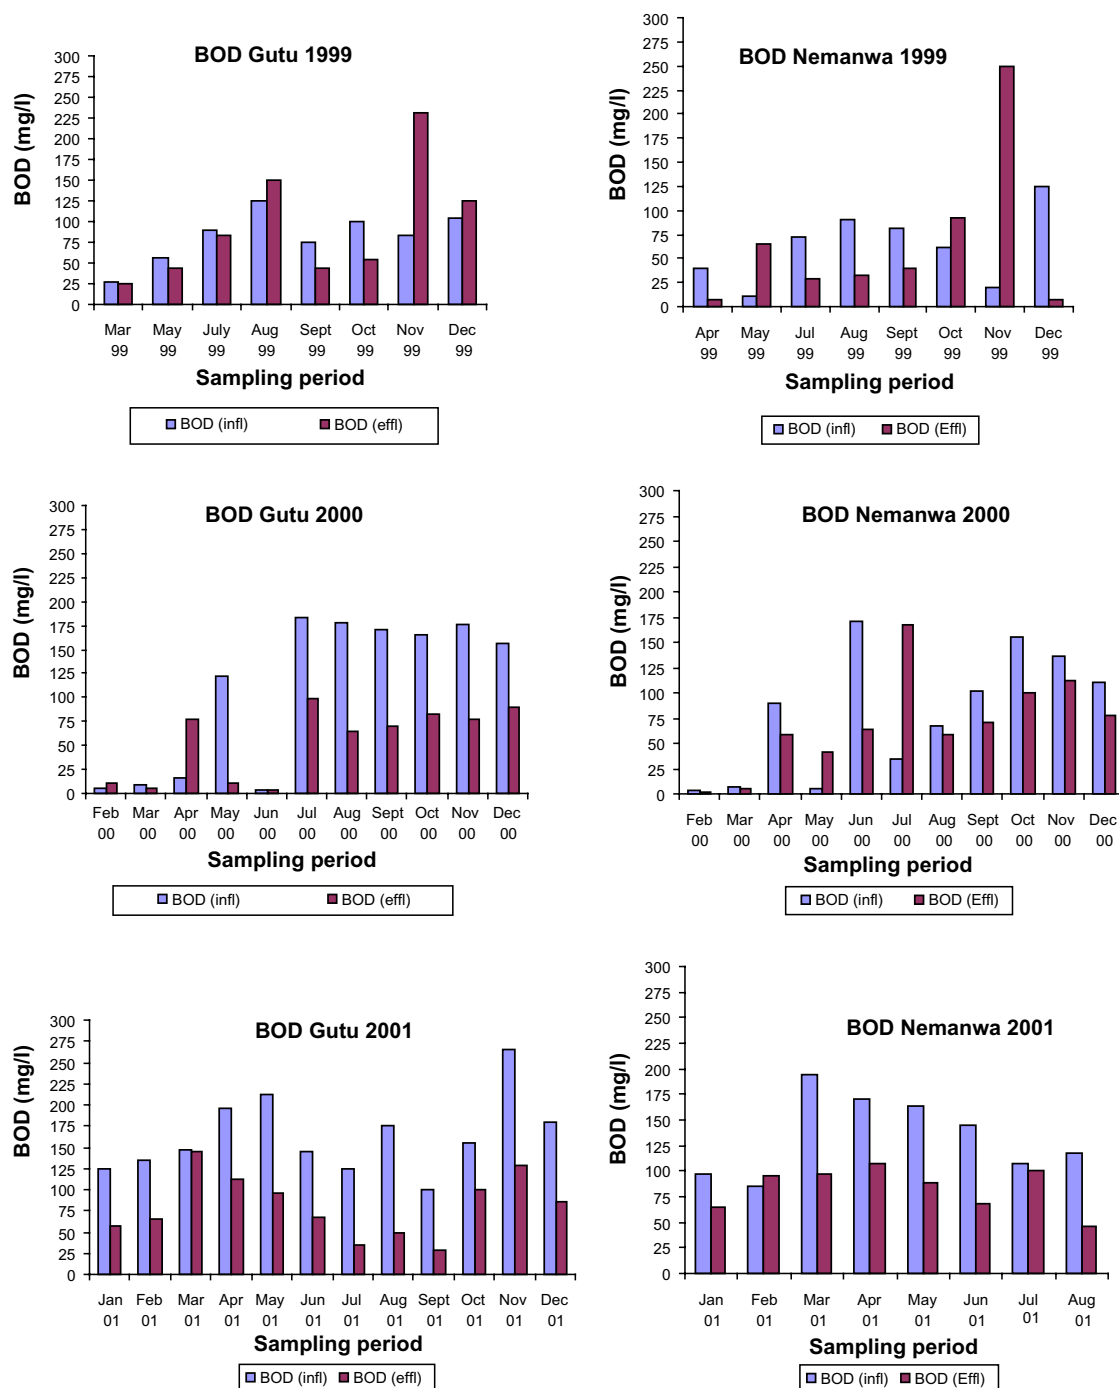 BOD Gutu 1999
BOD (mg/l)
300
275
250
225
200
175
150
125
100
75
50
25
0
Mar May July Aug Sept Oct Nov Dec
99 99 99 99 99 99 99 99
Sampling period
BOD (infl) BOD (effl)
BOD Nemanwa 1999
BOD (mg/l)
300
275
250
225
200
175
150
125
100
75
50
25
0
Apr May Jul Aug Sept Oct Nov Dec
99 99 99 99 99 99 99 99
Sampling period
BOD (infl) BOD (Effl)
BOD Gutu 2000
BOD (mg/l)
300
275
250
225
200
175
150
125
100
75
50
25
0
Feb Mar Apr May Jun Jul Aug Sept Oct Nov Dec
00 00 00 00 00 00 00 00 00 00 00
Sampling period
BOD (infl) BOD (effl)
BOD Nemanwa 2000
BOD (mg/l)
300
275
250
225
200
175
150
125
100
75
50
25
0
Feb Mar Apr May Jun Jul Aug Sept Oct Nov Dec
00 00 00 00 00 00 00 00 00 00 00
Sampling period
BOD (infl) BOD (Effl)
BOD Gutu 2001
BOD (mg/l)
300
275
250
225
200
175
150
125
100
75
50
25
0
Jan Feb Mar Apr May Jun Jul Aug Sept Oct Nov Dec
01 01 01 01 01 01 01 01 01 01 01 01
Sampling period
BOD (infl) BOD (effl)
BOD Nemanwa 2001
BOD (mg/l)
300
275
250
225
200
175
150
125
100
75
50
25
0
Jan Feb Mar Apr May Jun Jul Aug
01 01 01 01 01 01 01 01
Sampling period
BOD (infl) BOD (Effl)